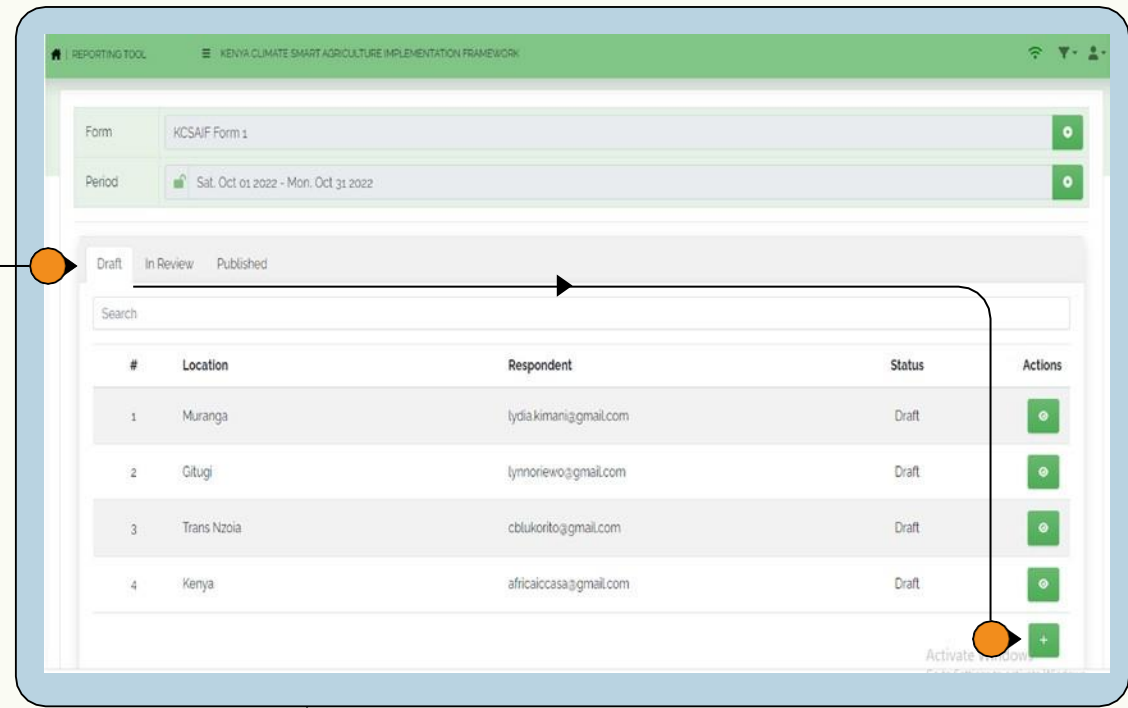 | REPORTING TOOL ☰ KENYA CLIMATE SMART AGRICULTURE IMPLEMENTATION FRAMEWORK
Form KCSAIF Form 1
Period Sat. Oct 01 2022 - Mon. Oct 31 2022
Draft In Review Published
Search
# Location Respondent Status Actions
1 Muranga lydia.kimani@gmail.com Draft
2 Gitugi lynnoriewo@gmail.com Draft
3 Trans Nzoia cblukorito@gmail.com Draft
4 Kenya africaiccasa@gmail.com Draft
+
Activate Windows